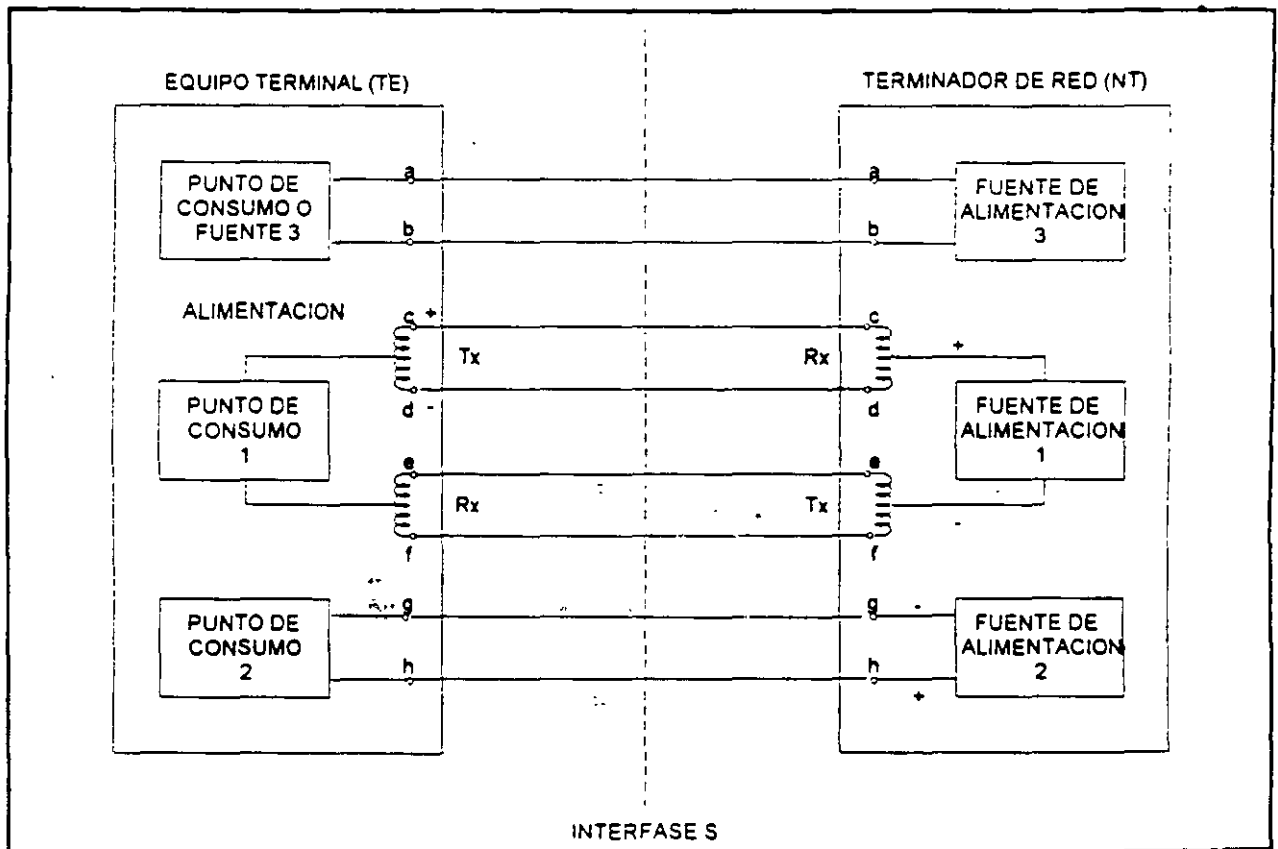 EQUIPO TERMINAL (TE)
TERMINADOR DE RED (NT)
PUNTO DE
CONSUMO O
FUENTE 3
a
b
a
b
FUENTE DE
ALIMENTACION
3
ALIMENTACION
c +
Tx
d -
c
Rx
d
+
PUNTO DE
CONSUMO
1
FUENTE DE
ALIMENTACION
1
e
Rx
f
e
Tx
f
-
PUNTO DE
CONSUMO
2
g
h
g
h
-
+
FUENTE DE
ALIMENTACION
2
INTERFASE S